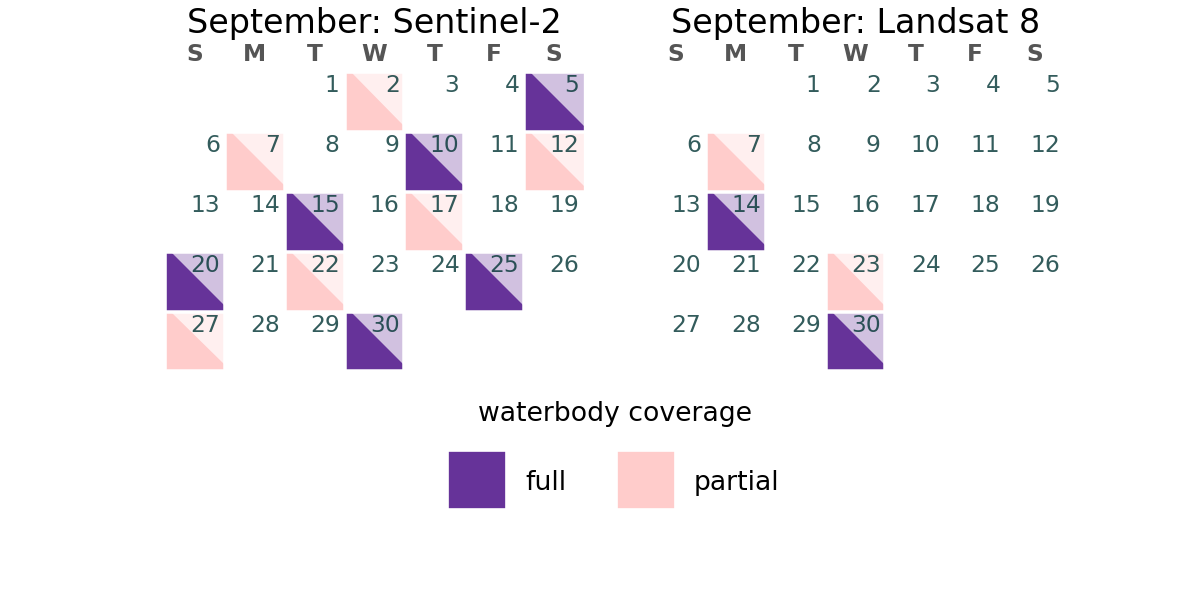 September: Sentinel-2
S M T W T F S
1 2 3 4 5
6 7 8 9 10 11 12
13 14 15 16 17 18 19
20 21 22 23 24 25 26
27 28 29 30
September: Landsat 8
S M T W T F S
1 2 3 4 5
6 7 8 9 10 11 12
13 14 15 16 17 18 19
20 21 22 23 24 25 26
27 28 29 30
waterbody coverage
full partial